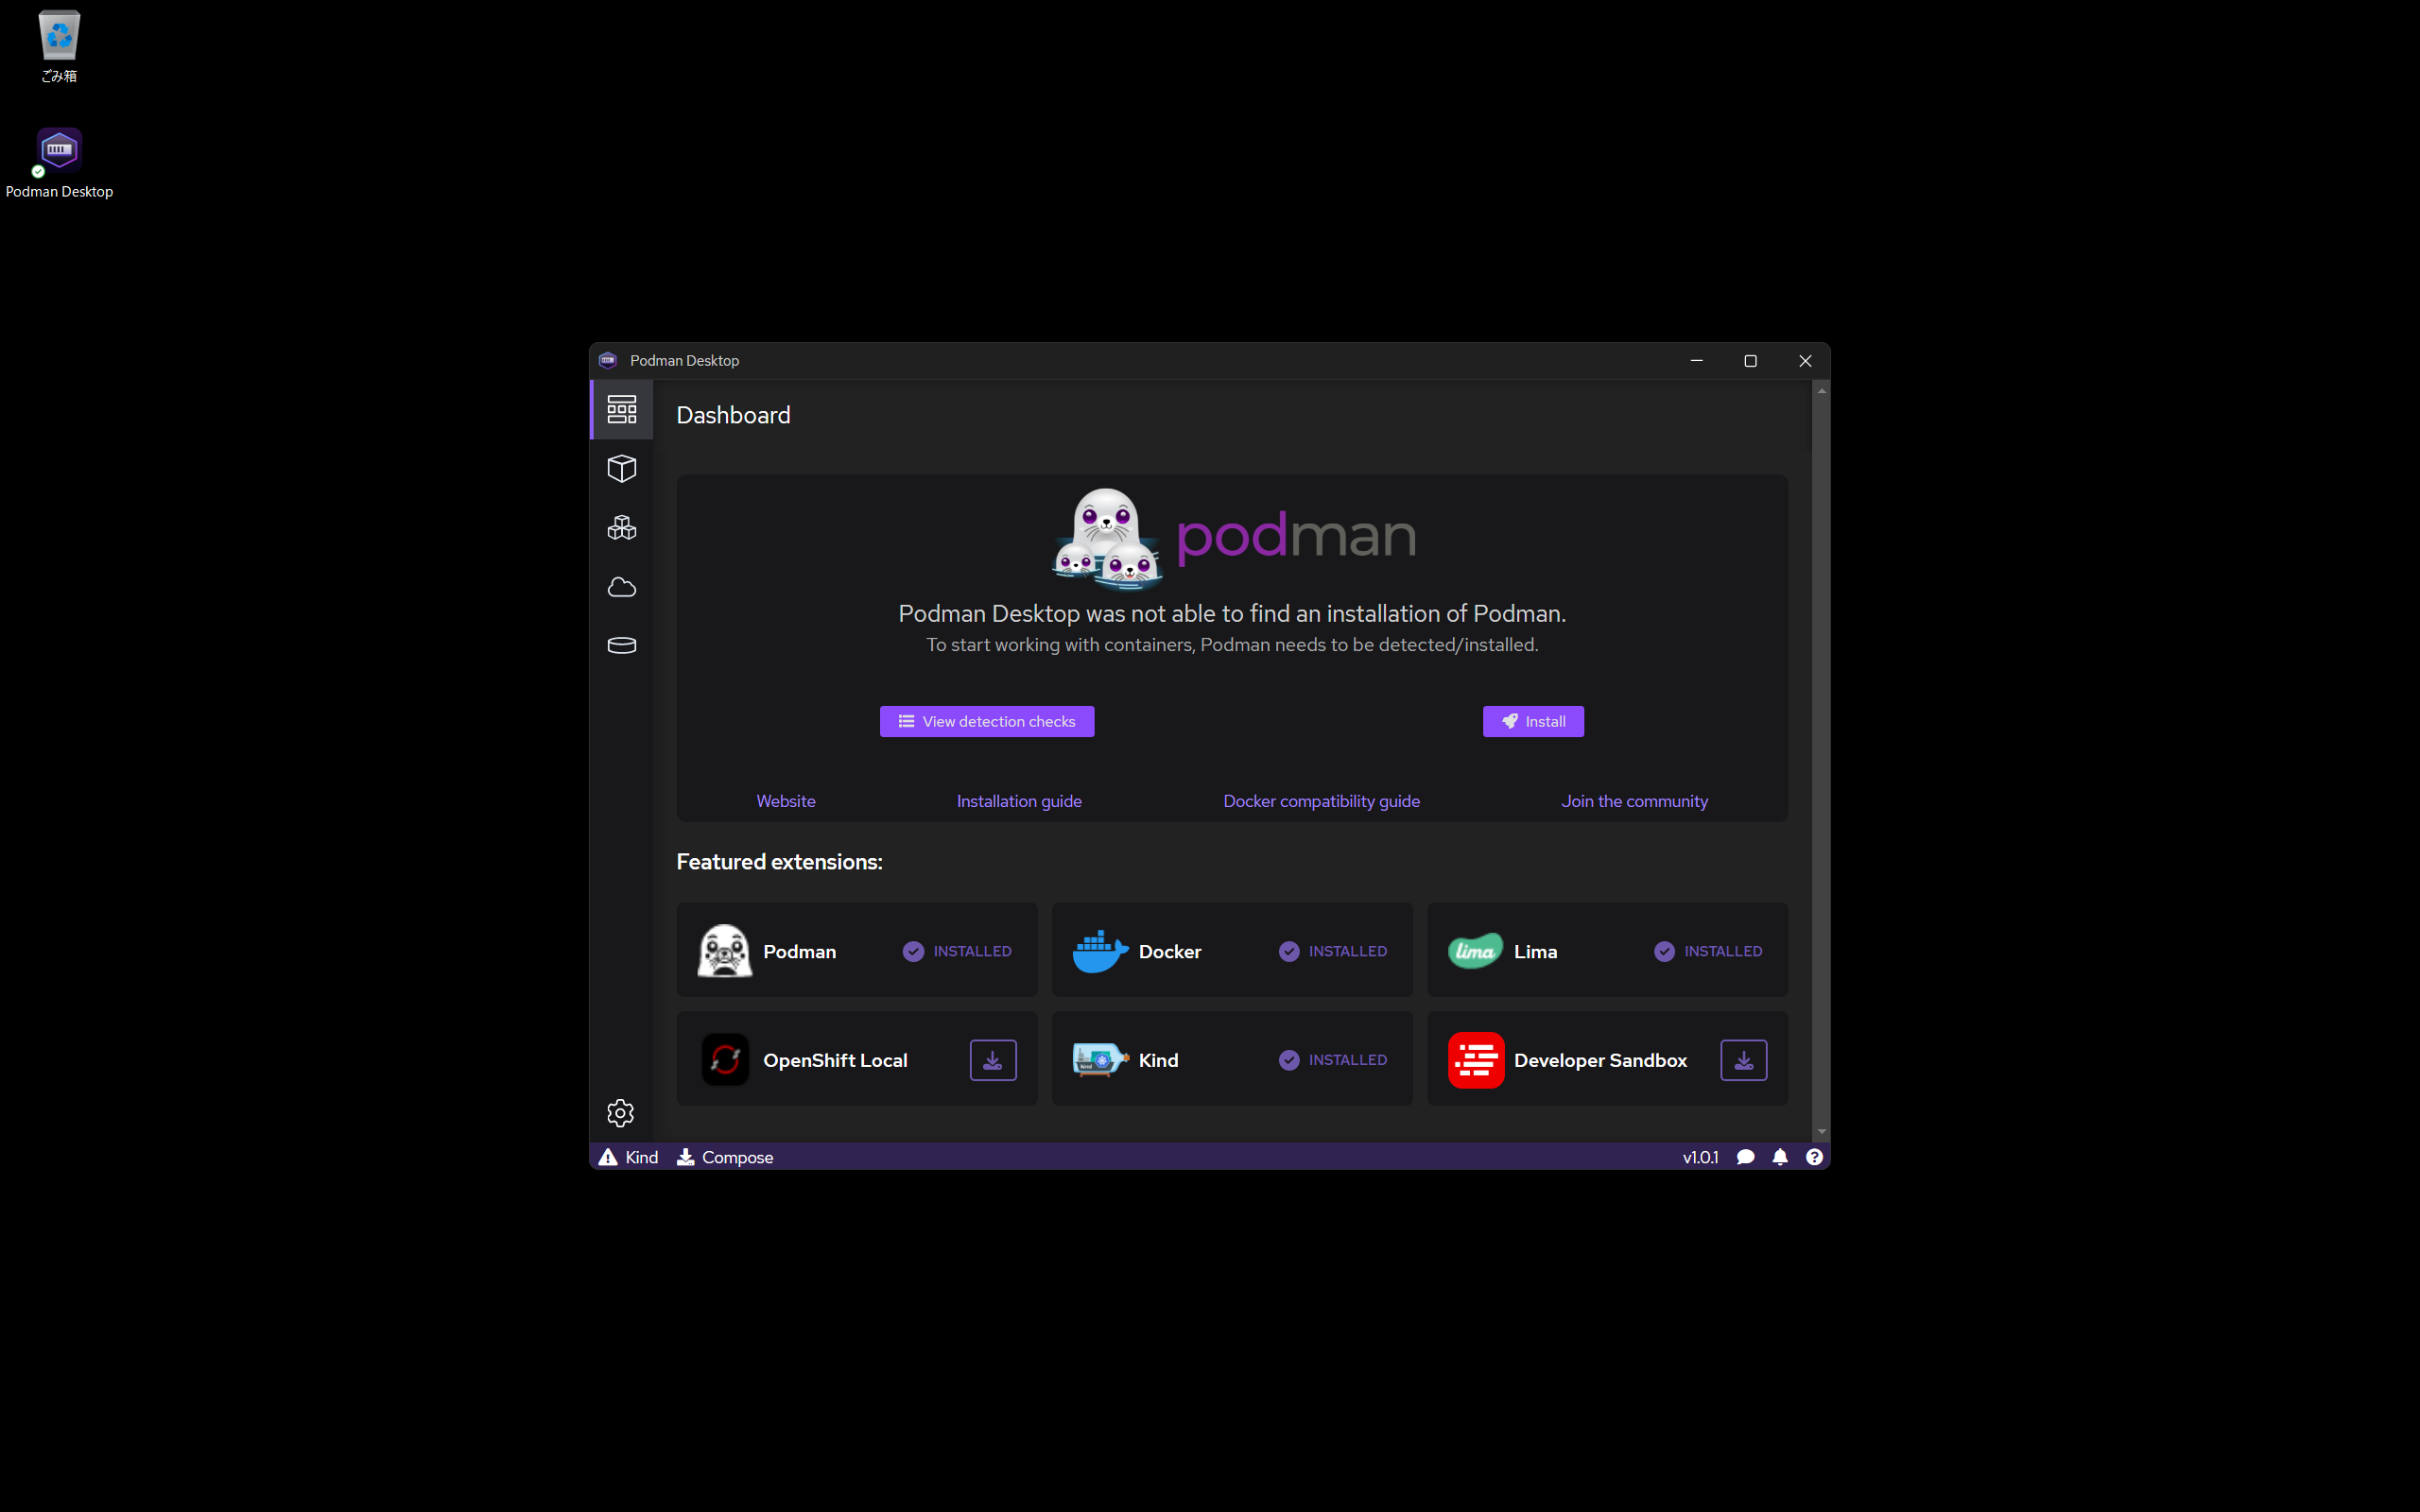 ごみ箱
Podman Desktop
Podman Desktop
Dashboard
podman
Podman Desktop was not able to find an installation of Podman.
To start working with containers, Podman needs to be detected/installed.
View detection checks
Install
Website
Installation guide
Docker compatibility guide
Join the community
Featured extensions:
Podman
INSTALLED
Docker
INSTALLED
lima
Lima
INSTALLED
OpenShift Local
kind
Kind
INSTALLED
Developer Sandbox
Kind
Compose
v1.0.1